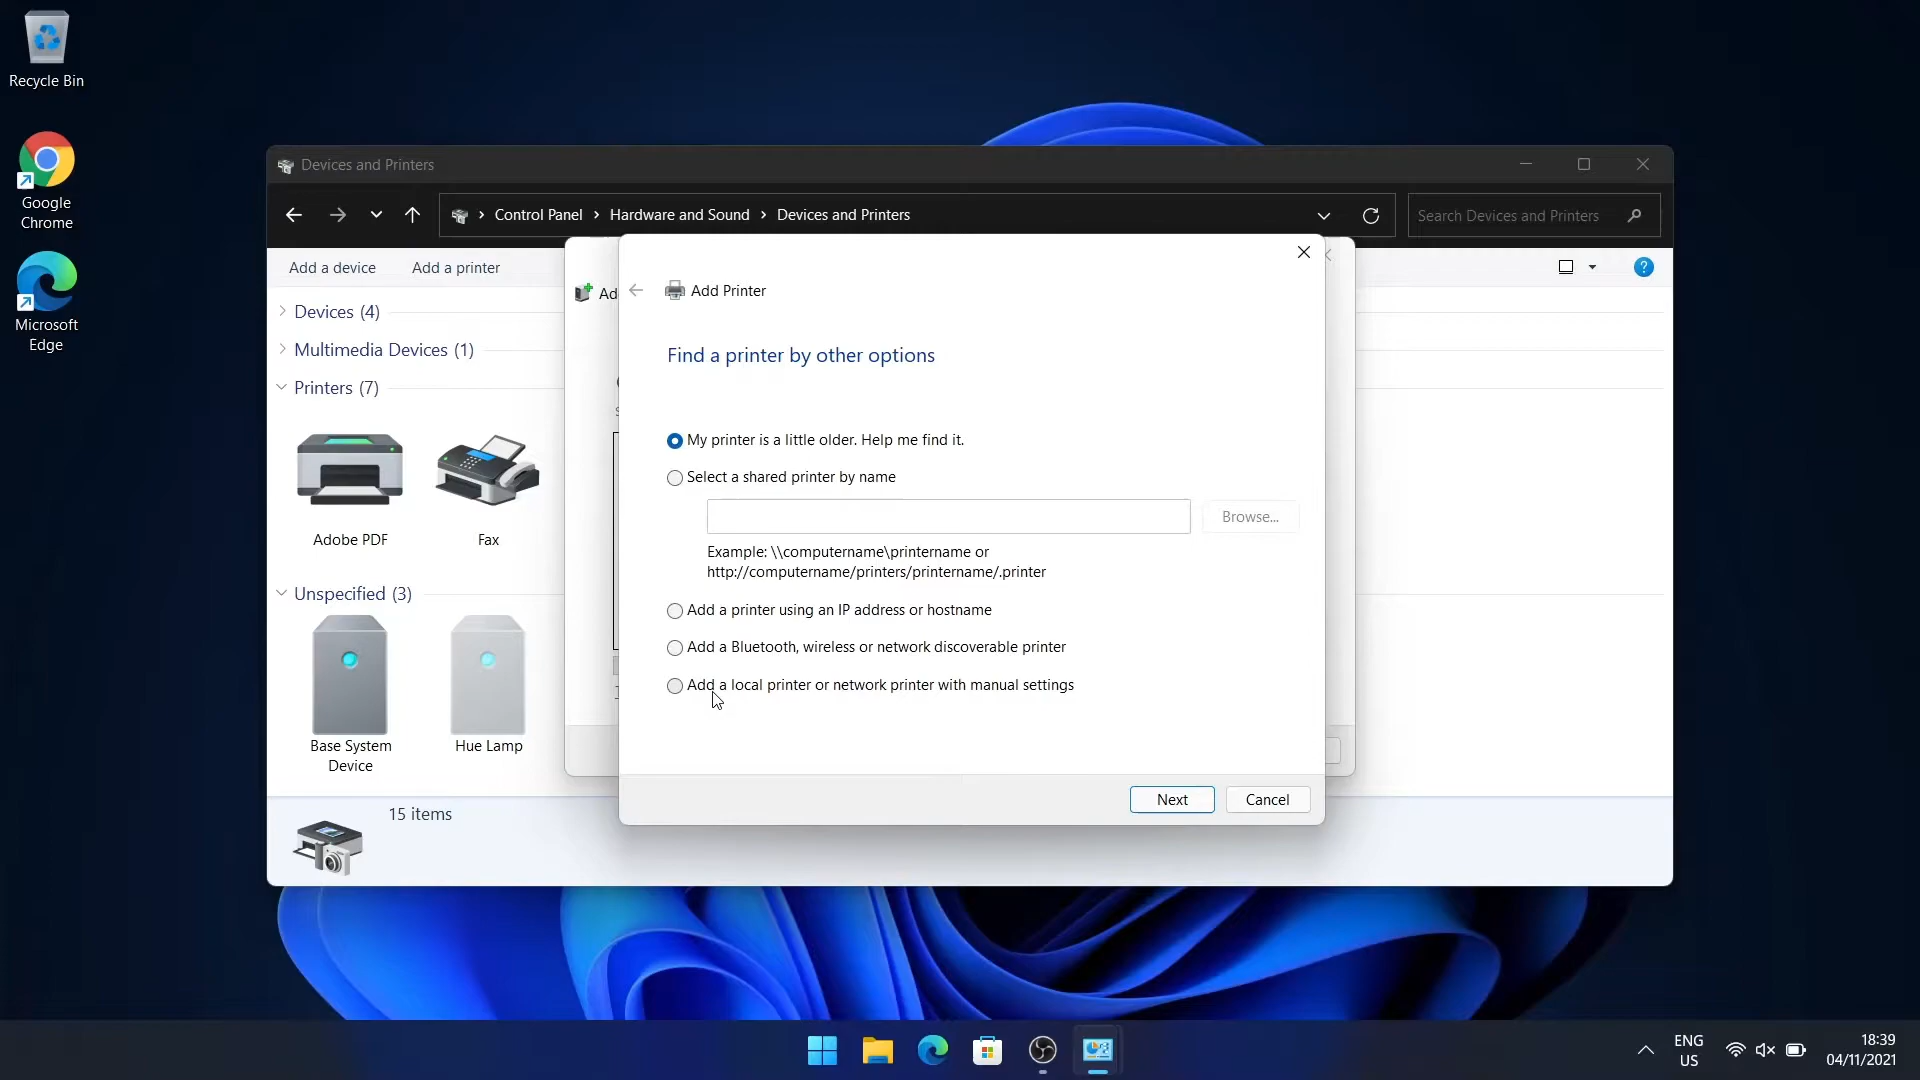 Recycle Bin
Google
Chrome
Microsoft
Edge
Devices and Printers
Control Panel
Hardware and Sound
Devices and Printers
Search Devices and Printers
Add a device
Add a printer
?
Devices (4)
Multimedia Devices (1)
Printers (7)
Adobe PDF
Fax
Unspecified (3)
Base System
Device
Hue Lamp
15 items
Ad
Add Printer
Find a printer by other options
My printer is a little older. Help me find it.
Select a shared printer by name
Browse...
Example: \\computername\printername or
http://computername/printers/printername/.printer
Add a printer using an IP address or hostname
Add a Bluetooth, wireless or network discoverable printer
Add a local printer or network printer with manual settings
Next
Cancel
ENG
US
18:39
04/11/2021